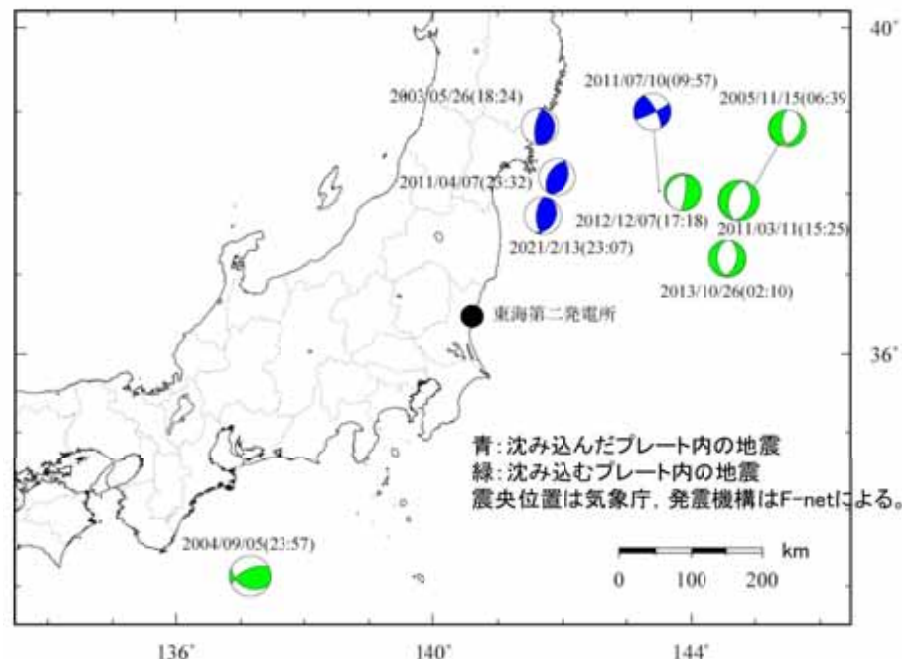 40°
2011/07/10(09:57)
2005/11/15(06:39
2003/05/26(18:24)
2011/04/07(23:32)
2012/12/07(17:18)
2011/03/11(15:25)
2021/2/13(23:07)
2013/10/26(02:10)
東海第二発電所
36°
青:沈み込んだプレート内の地震
緑:沈み込むプレート内の地震
震央位置は気象庁，発震機構はF-netによる。
2004/09/05(23:57)
km
0 100 200
136° 140° 144°